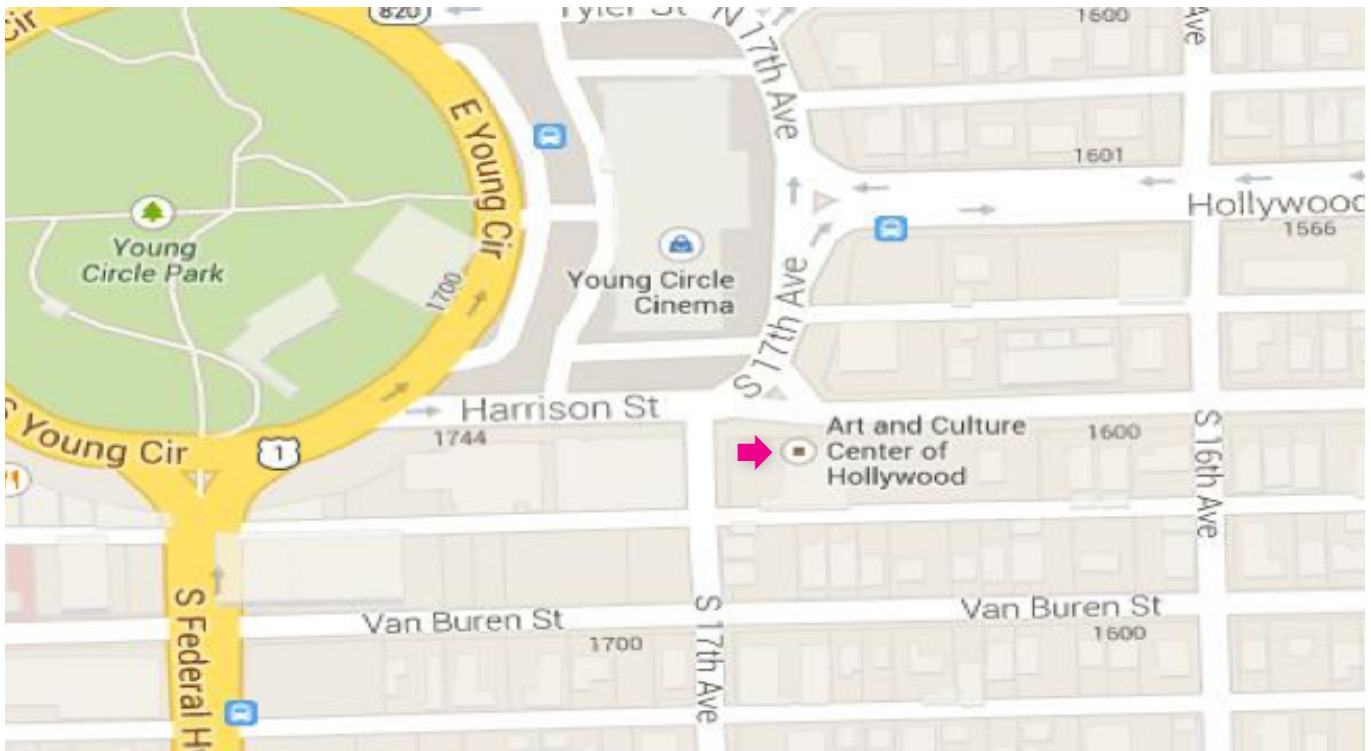 Cir
820
Tyler St
N 17th Ave
1600
Ave
E Young Cir
1601
Hollywood
1566
Young
Circle Park
1700
Young Circle
Cinema
S 17th Ave
Harrison St
1744
S Young Cir
1
Art and Culture
Center of
Hollywood
1600
S 16th Ave
S Federal H
Van Buren St
1700
S 17th Ave
Van Buren St
1600